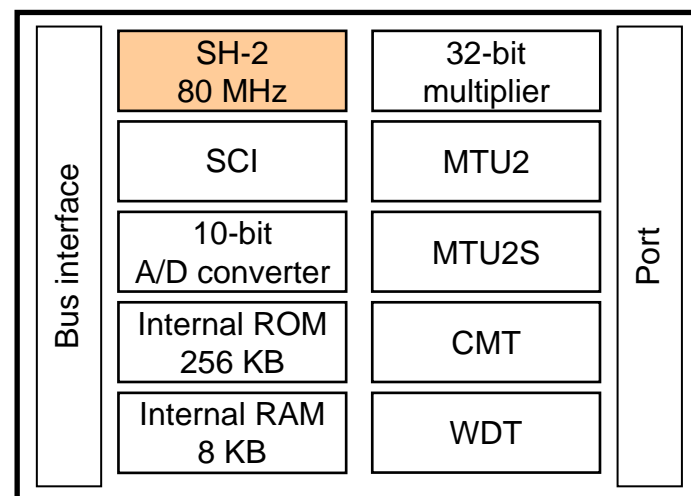 Bus interface
SH-2
80 MHz
SCI
10-bit
A/D converter
Internal ROM
256 KB
Internal RAM
8 KB
32-bit
multiplier
MTU2
MTU2S
CMT
WDT
Port